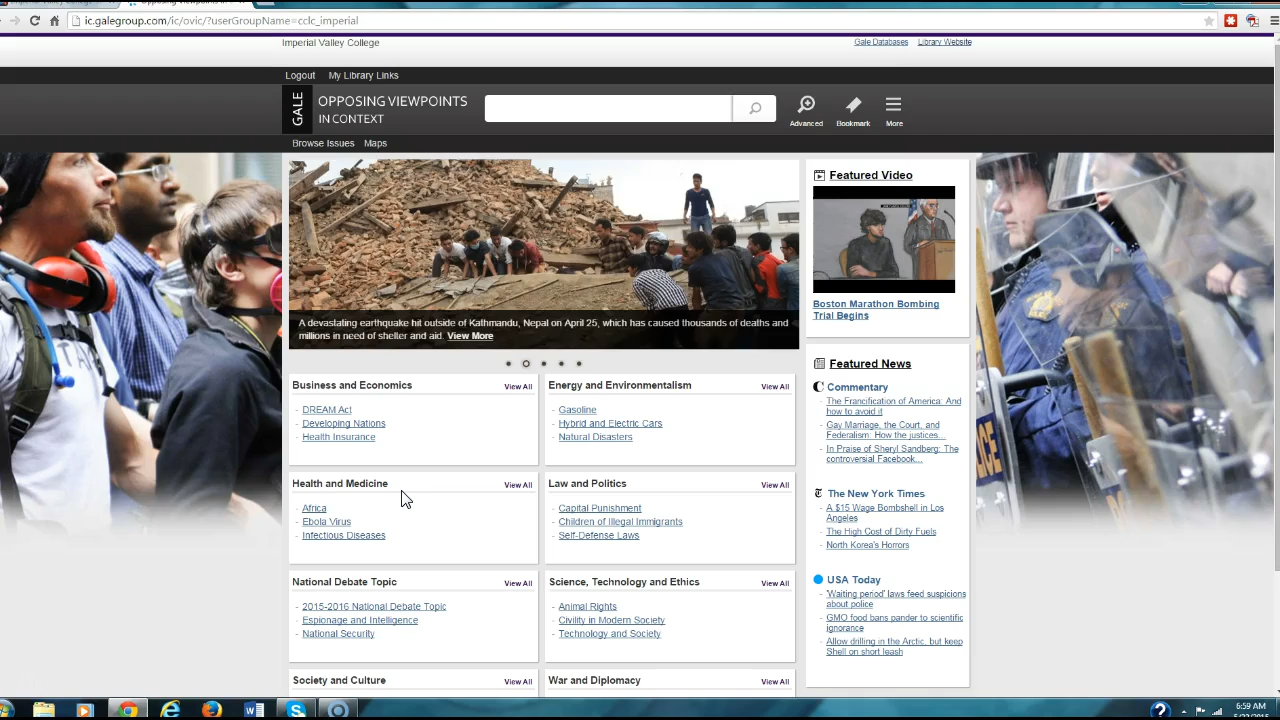 ic.galegroup.com/ic/ovic/?userGroupName=cclc_imperial
Imperial Valley College
Gale Databases Library Website
Logout My Library Links
GALE
OPPOSING VIEWPOINTS
IN CONTEXT
Advanced Bookmark More
Browse Issues Maps
A devastating earthquake hit outside of Kathmandu, Nepal on April 25, which has caused thousands of deaths and
millions in need of shelter and aid. View More
Business and Economics View All
- DREAM Act
- Developing Nations
- Health Insurance
Energy and Environmentalism View All
- Gasoline
- Hybrid and Electric Cars
- Natural Disasters
Health and Medicine View All
- Africa
- Ebola Virus
- Infectious Diseases
Law and Politics View All
- Capital Punishment
- Children of Illegal Immigrants
- Self-Defense Laws
National Debate Topic View All
- 2015-2016 National Debate Topic
- Espionage and Intelligence
- National Security
Science, Technology and Ethics View All
- Animal Rights
- Civility in Modern Society
- Technology and Society
Society and Culture View All
War and Diplomacy View All
Featured Video
Boston Marathon Bombing
Trial Begins
Featured News
Commentary
- The Francification of America: And
how to avoid it
- Gay Marriage, the Court, and
Federalism: How the justices...
- In Praise of Sheryl Sandberg: The
controversial Facebook...
The New York Times
- A $15 Wage Bombshell in Los
Angeles
- The High Cost of Dirty Fuels
- North Korea's Horrors
USA Today
- 'Waiting period' laws feed suspicions
about police
- GMO food bans pander to scientific
ignorance
- Allow drilling in the Arctic, but keep
Shell on short leash
POLICE
6:59 AM